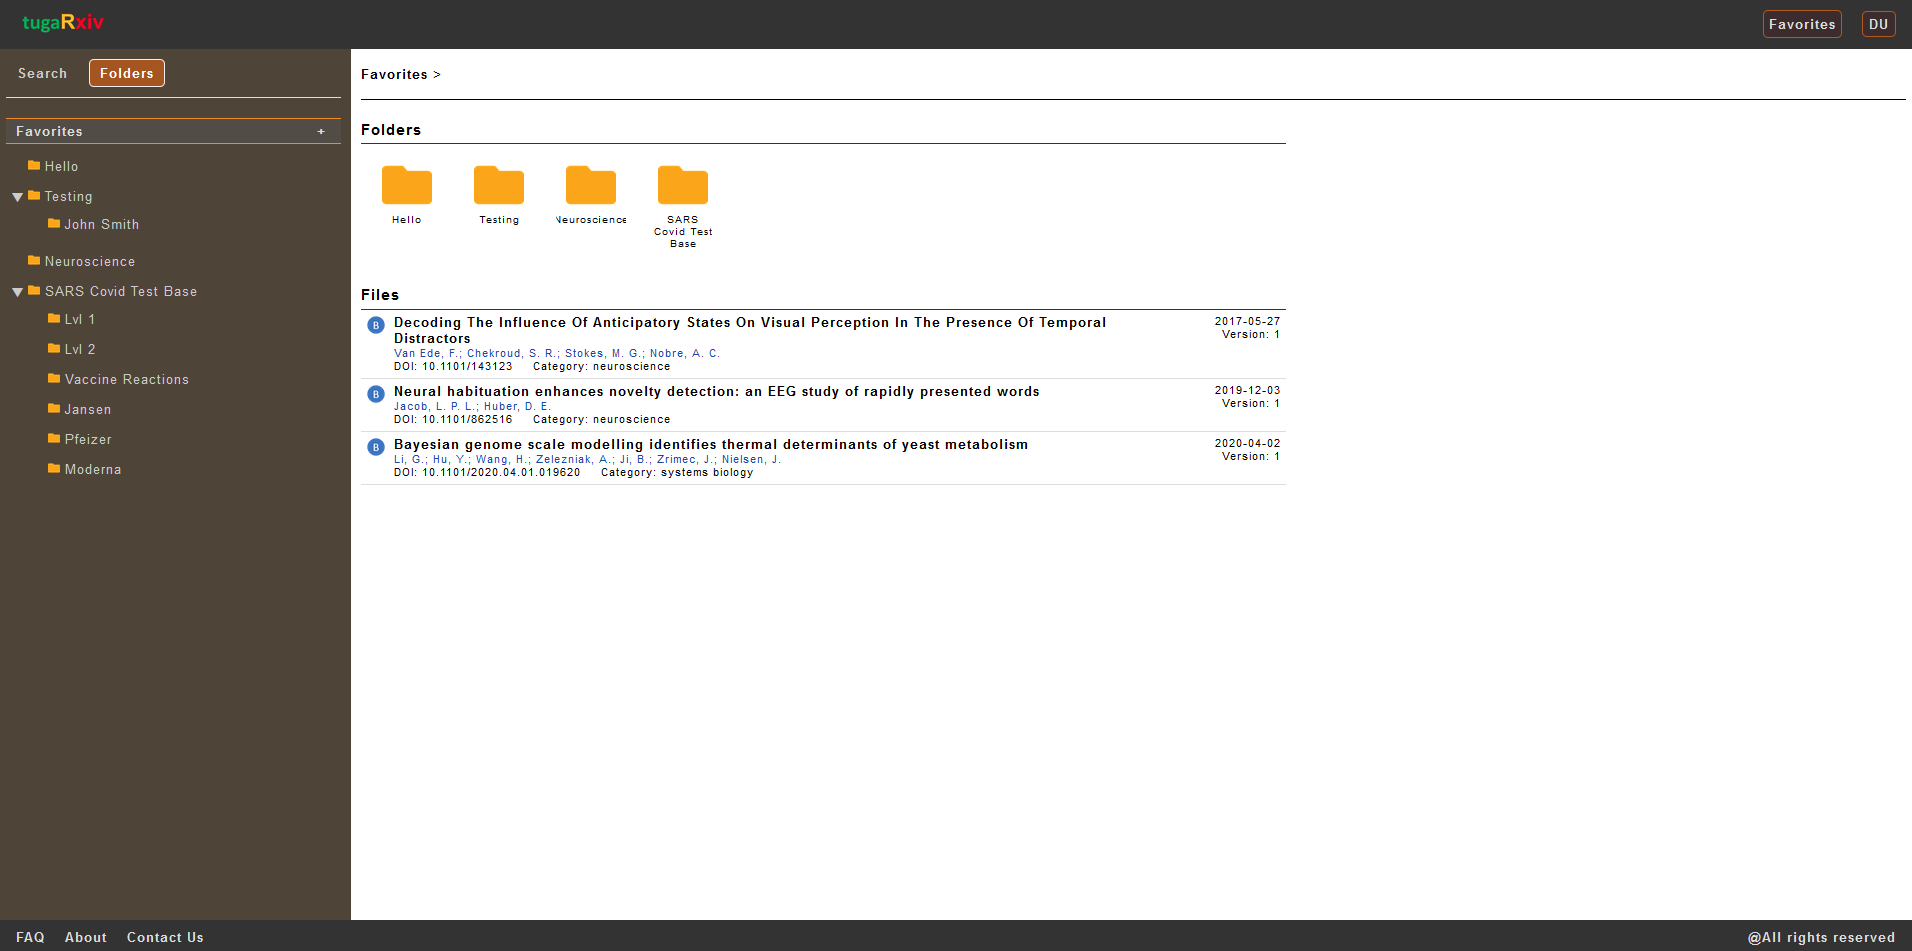 tugaRxiv
Favorites
DU
Search
Folders
Favorites >
Favorites
+
Hello
Testing
John Smith
Neuroscience
SARS Covid Test Base
Lvl 1
Lvl 2
Vaccine Reactions
Jansen
Pfeizer
Moderna
Folders
Hello
Testing
Neuroscience
SARS
Covid Test
Base
Files
B
Decoding The Influence Of Anticipatory States On Visual Perception In The Presence Of Temporal
Distractors
Van Ede, F.; Chekroud, S. R.; Stokes, M. G.; Nobre, A. C.
DOI: 10.1101/143123 Category: neuroscience
2017-05-27
Version: 1
B
Neural habituation enhances novelty detection: an EEG study of rapidly presented words
Jacob, L. P. L.; Huber, D. E.
DOI: 10.1101/862516 Category: neuroscience
2019-12-03
Version: 1
B
Bayesian genome scale modelling identifies thermal determinants of yeast metabolism
Li, G.; Hu, Y.; Wang, H.; Zelezniak, A.; Ji, B.; Zrimec, J.; Nielsen, J.
DOI: 10.1101/2020.04.01.019620 Category: systems biology
2020-04-02
Version: 1
FAQ
About
Contact Us
@All rights reserved